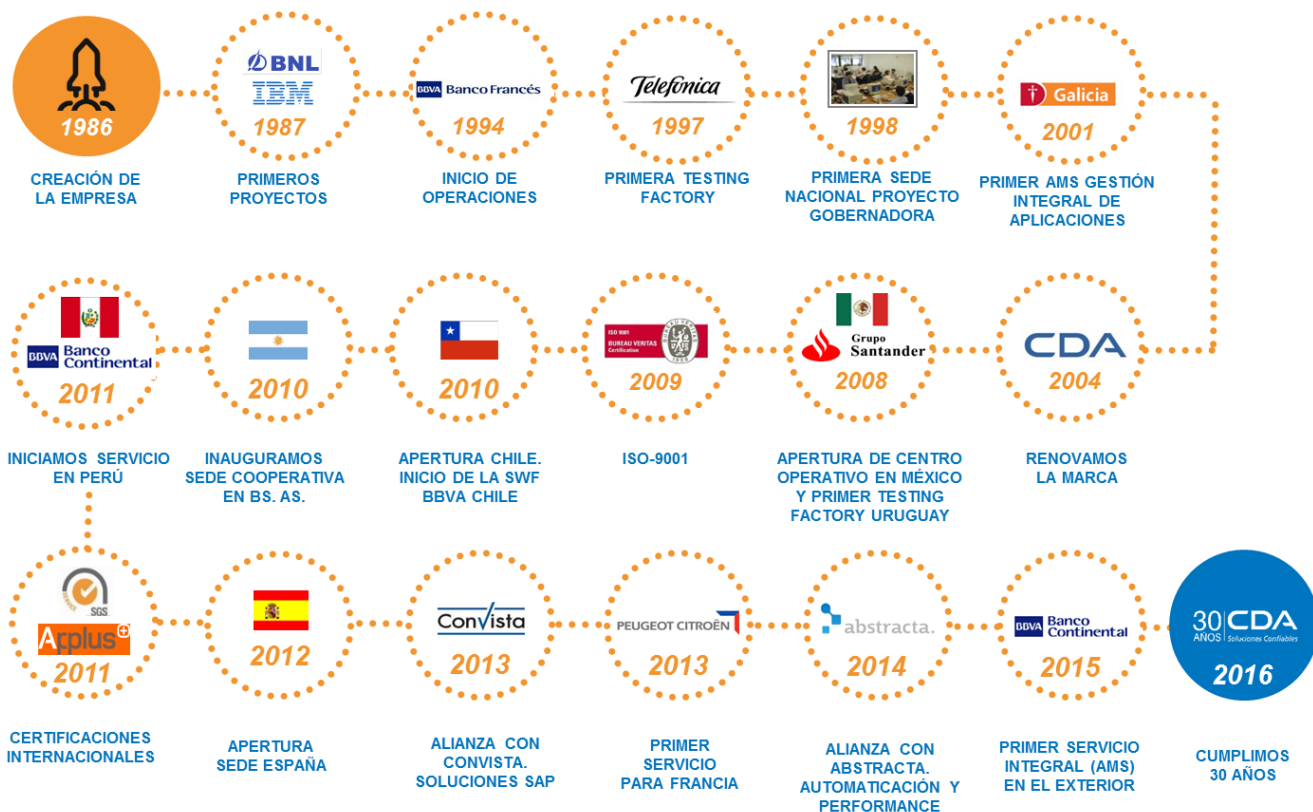 1986
CREACIÓN DE
LA EMPRESA
BNL
IBM
1987
PRIMEROS
PROYECTOS
BBVA Banco Francés
1994
INICIO DE
OPERACIONES
Telefónica
1997
PRIMERA TESTING
FACTORY
1998
PRIMERA SEDE
NACIONAL PROYECTO
GOBERNADORA
Galicia
2001
PRIMER AMS GESTIÓN
INTEGRAL DE
APLICACIONES
CDA
2004
RENOVAMOS
LA MARCA
Grupo
Santander
2008
APERTURA DE CENTRO
OPERATIVO EN MÉXICO
Y PRIMER TESTING
FACTORY URUGUAY
ISO 9001
BUREAU VERITAS
Certification
2009
ISO-9001
2010
APERTURA CHILE.
INICIO DE LA SWF
BBVA CHILE
2010
INAUGURAMOS
SEDE COOPERATIVA
EN BS. AS.
BBVA Banco
Continental
2011
INICIAMOS SERVICIO
EN PERÚ
SGS
Applus+
2011
CERTIFICACIONES
INTERNACIONALES
2012
APERTURA
SEDE ESPAÑA
ConVista
2013
ALIANZA CON
CONVISTA.
SOLUCIONES SAP
PEUGEOT CITROËN
2013
PRIMER
SERVICIO
PARA FRANCIA
abstracta.
2014
ALIANZA CON
ABSTRACTA.
AUTOMATICACIÓN Y
PERFORMANCE
BBVA Banco
Continental
2015
PRIMER SERVICIO
INTEGRAL (AMS)
EN EL EXTERIOR
30 AÑOS CDA
Soluciones Confiables
2016
CUMPLIMOS
30 AÑOS